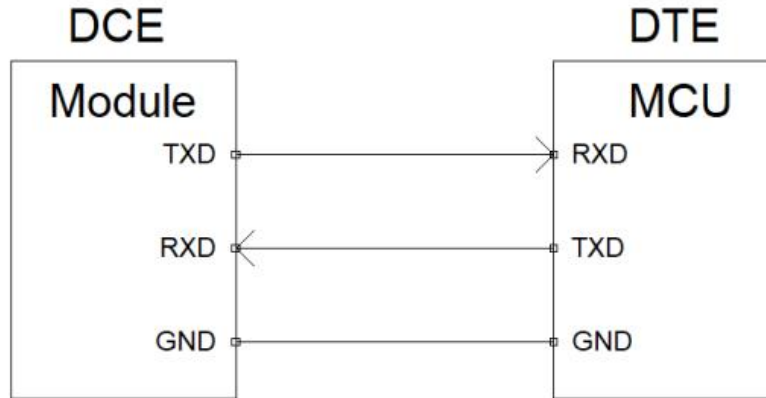 DCE DTE
Module MCU
TXD RXD
RXD TXD
GND GND